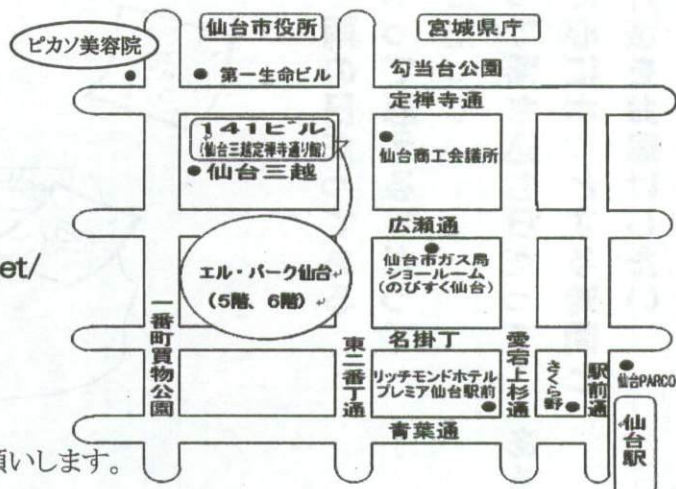 仙台市役所
宮城県庁
ピカソ美容院
第一生命ビル
勾当台公園
定禅寺通
141ビル
(仙台三越定禅寺通り館)
仙台三越
仙台商工会議所
広瀬通
et/
エル・パーク仙台
(5階、6階)
仙台市ガス局
ショールーム
(のびすく仙台)
一番町買物公園
東二番丁通
名掛丁
愛宕上杉通
さくら野
駅前通
仙台PARCO
リッチモンドホテル
プレミア仙台駅前
青葉通
仙台駅
願いします。